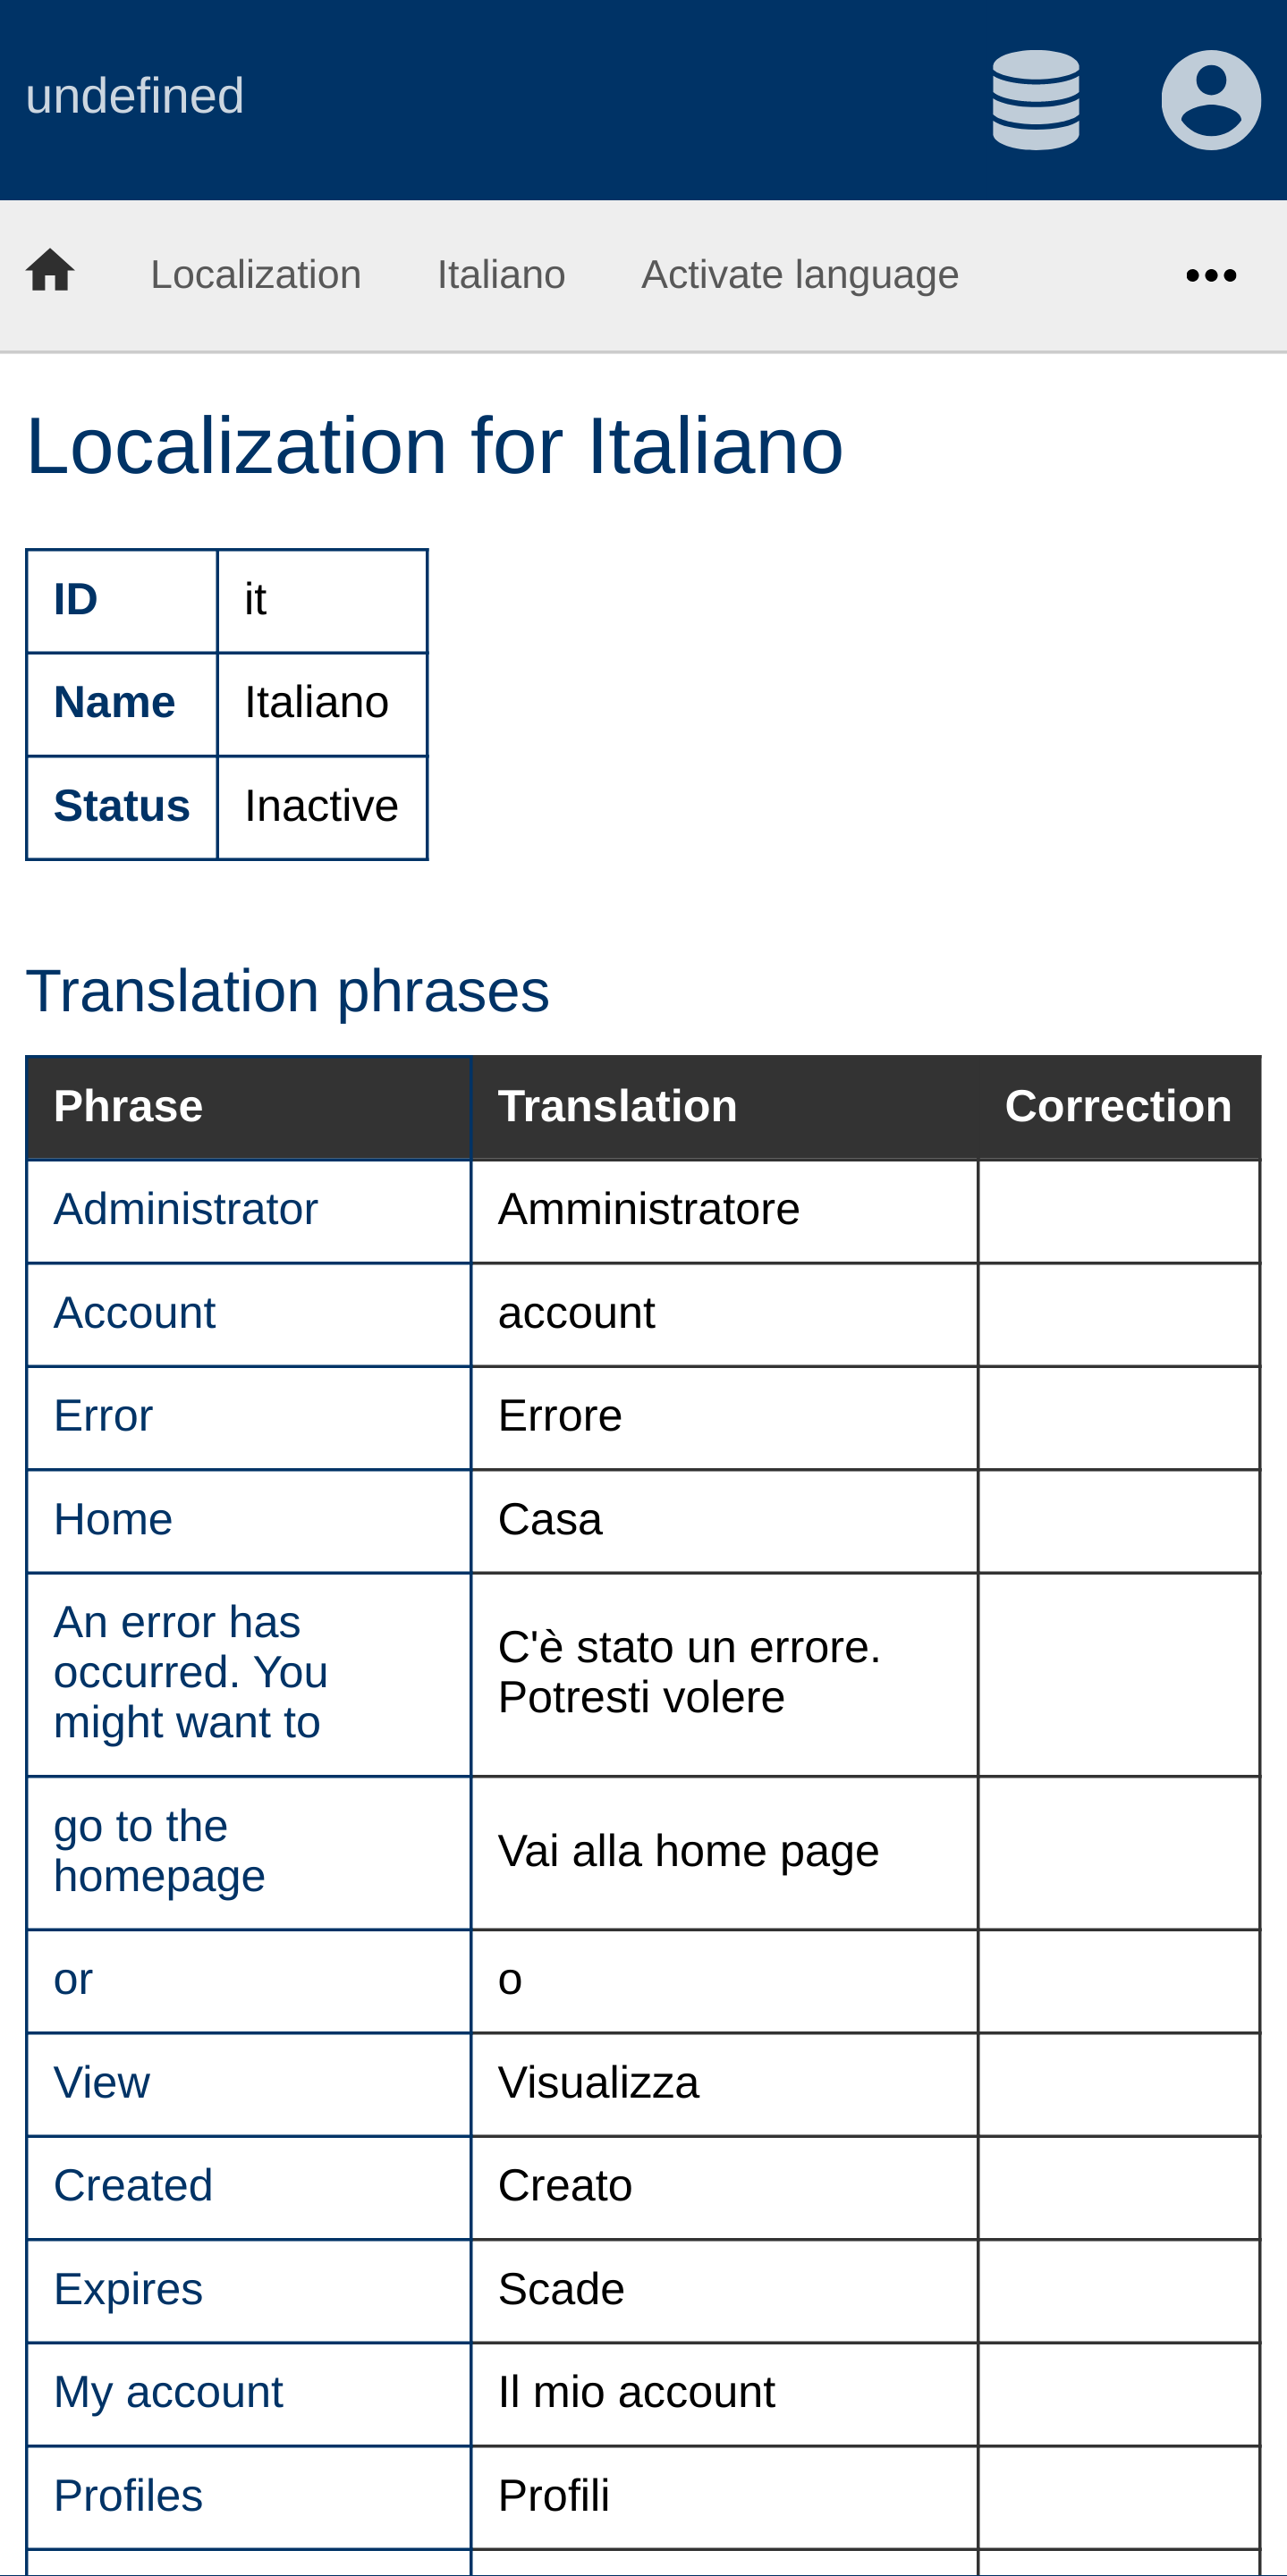 undefined
Localization Italiano Activate language
Localization for Italiano
ID it
Name Italiano
Status Inactive
Translation phrases
Phrase Translation Correction
Administrator Amministratore
Account account
Error Errore
Home Casa
An error has
occurred. You
might want to
C'è stato un errore.
Potresti volere
go to the
homepage
Vai alla home page
or o
View Visualizza
Created Creato
Expires Scade
My account Il mio account
Profiles Profili